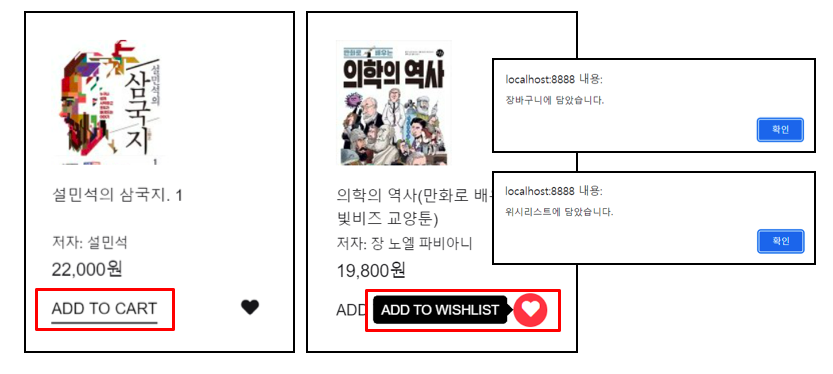 설민석의
삼국지
1
설민석의 삼국지. 1
저자: 설민석
22,000원
ADD TO CART
만화로 배우는
의학의 역사
의학의 역사(만화로 배우
빛비즈 교양툰)
저자: 장 노엘 파비아니
19,800원
ADD
ADD TO WISHLIST
localhost:8888 내용:
장바구니에 담았습니다.
확인
localhost:8888 내용:
위시리스트에 담았습니다.
확인